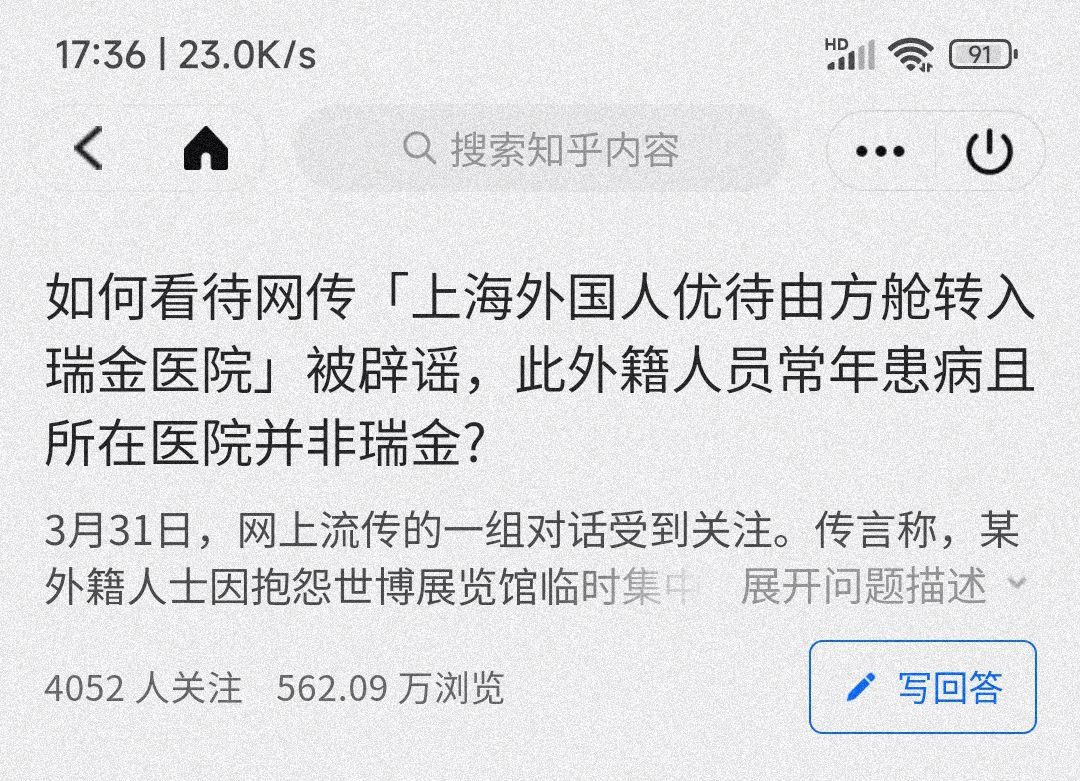 17:36 | 23.0K/s HD 91
搜索知乎内容
如何看待网传「上海外国人优待由方舱转入
瑞金医院」被辟谣，此外籍人员常年患病且
所在医院并非瑞金?
3月31日，网上流传的一组对话受到关注。传言称，某
外籍人士因抱怨世博展览馆临时集中 展开问题描述
4052 人关注 562.09 万浏览
写回答